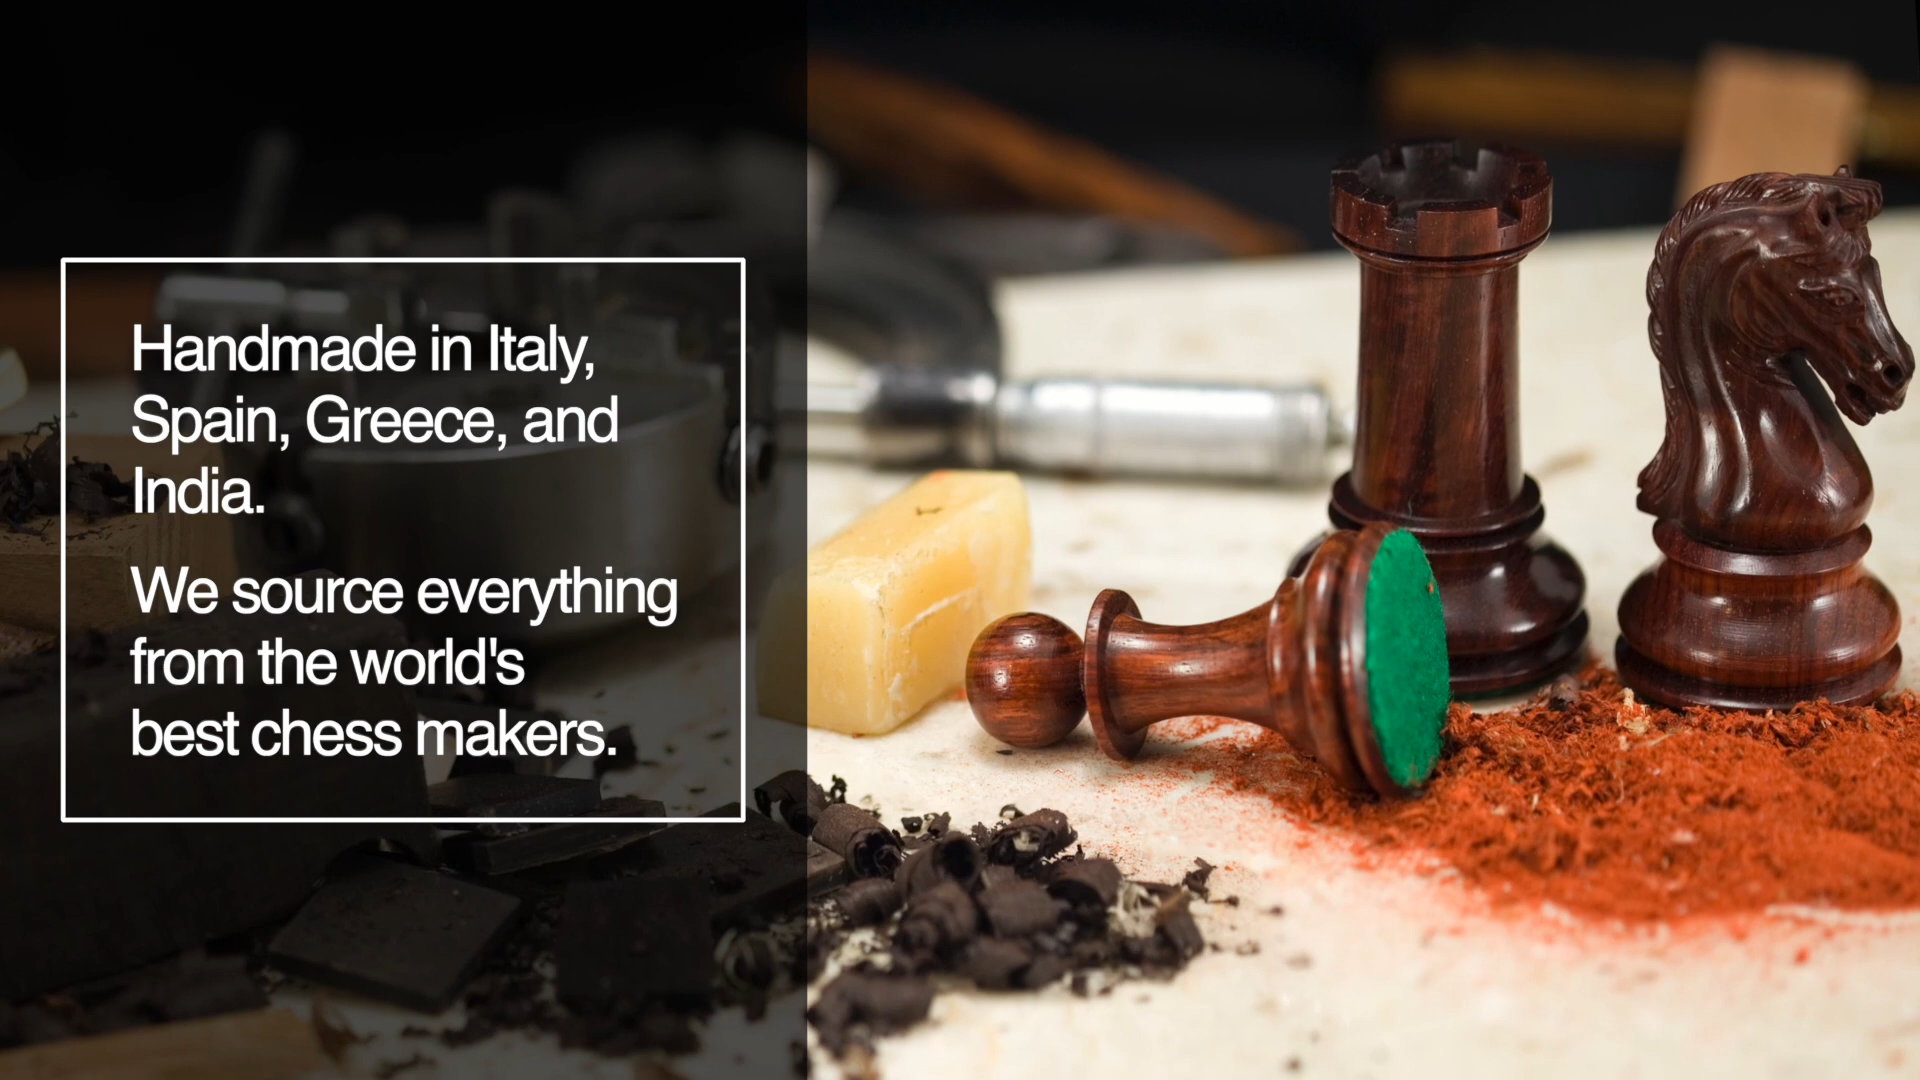 Handmade in Italy,
Spain, Greece, and
India.
We source everything
from the world's
best chess makers.